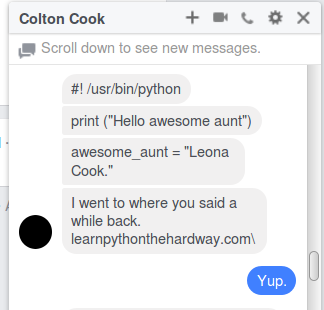 Colton Cook
Scroll down to see new messages.
#! /usr/bin/python
print ("Hello awesome aunt")
awesome_aunt = "Leona
Cook."
I went to where you said a
while back.
learnpythonthehardway.com\
Yup.